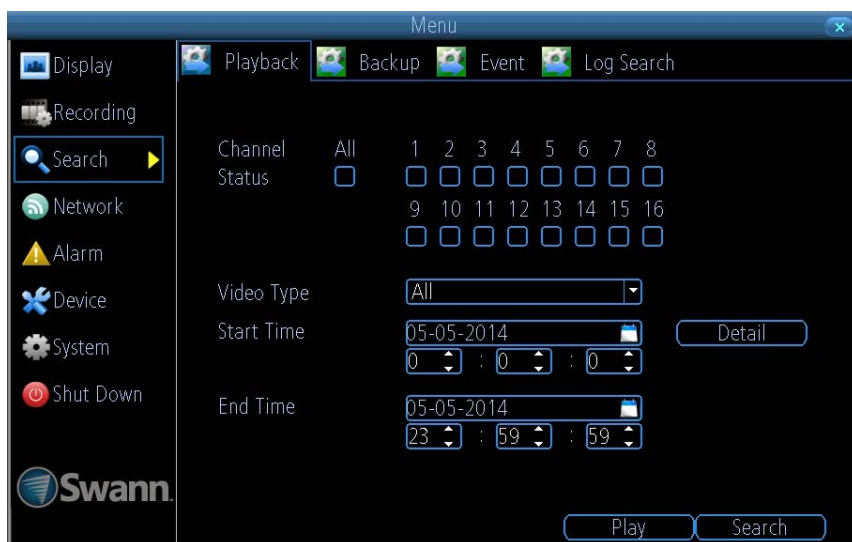 Menu
Display
Recording
Search
Network
Alarm
Device
System
Shut Down
Swann.
Playback Backup Event Log Search
Channel All 1 2 3 4 5 6 7 8
Status
9 10 11 12 13 14 15 16
Video Type All
Start Time 05-05-2014 Detail
0 : 0 : 0
End Time 05-05-2014
23 : 59 : 59
Play Search